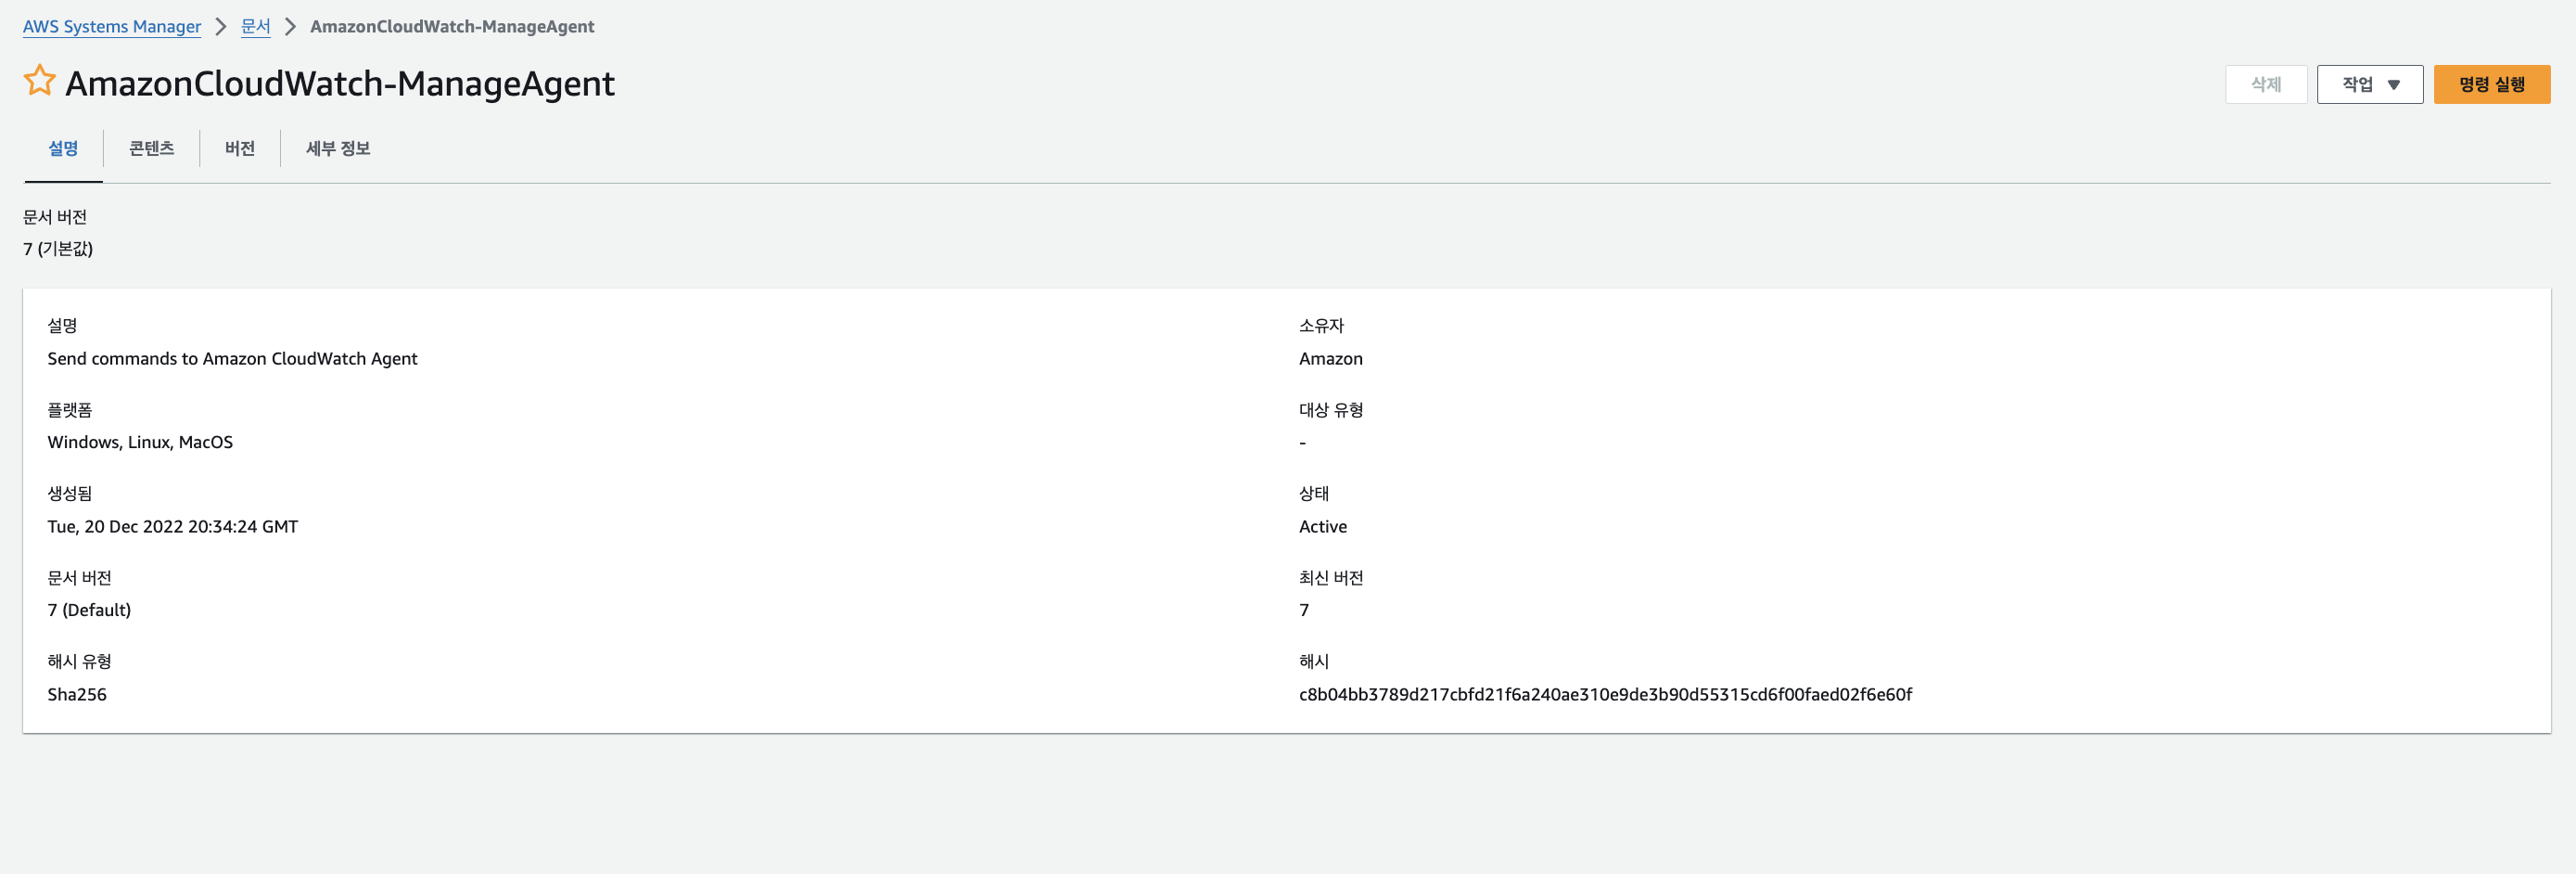 AWS Systems Manager > 문서 > AmazonCloudWatch-ManageAgent
AmazonCloudWatch-ManageAgent
삭제
작업
명령 실행
설명
콘텐츠
버전
세부 정보
문서 버전
7 (기본값)
설명
Send commands to Amazon CloudWatch Agent
소유자
Amazon
플랫폼
Windows, Linux, MacOS
대상 유형
-
생성됨
Tue, 20 Dec 2022 20:34:24 GMT
상태
Active
문서 버전
7 (Default)
최신 버전
7
해시 유형
Sha256
해시
c8b04bb3789d217cbfd21f6a240ae310e9de3b90d55315cd6f00faed02f6e60f